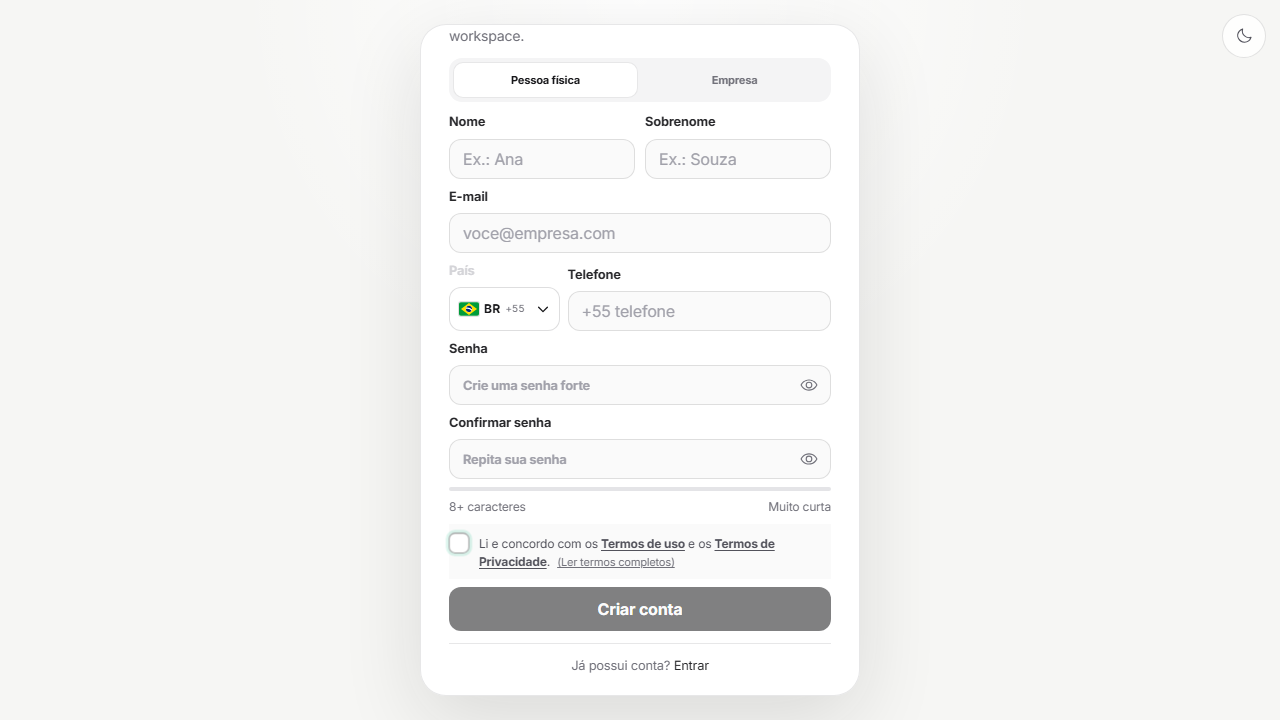 workspace.
Pessoa física Empresa
Nome Sobrenome
Ex.: Ana Ex.: Souza
E-mail
voce@empresa.com
País Telefone
BR +55 +55 telefone
Senha
Crie uma senha forte
Confirmar senha
Repita sua senha
8+ caracteres Muito curta
Li e concordo com os Termos de uso e os Termos de
Privacidade. (Ler termos completos)
Criar conta
Já possui conta? Entrar